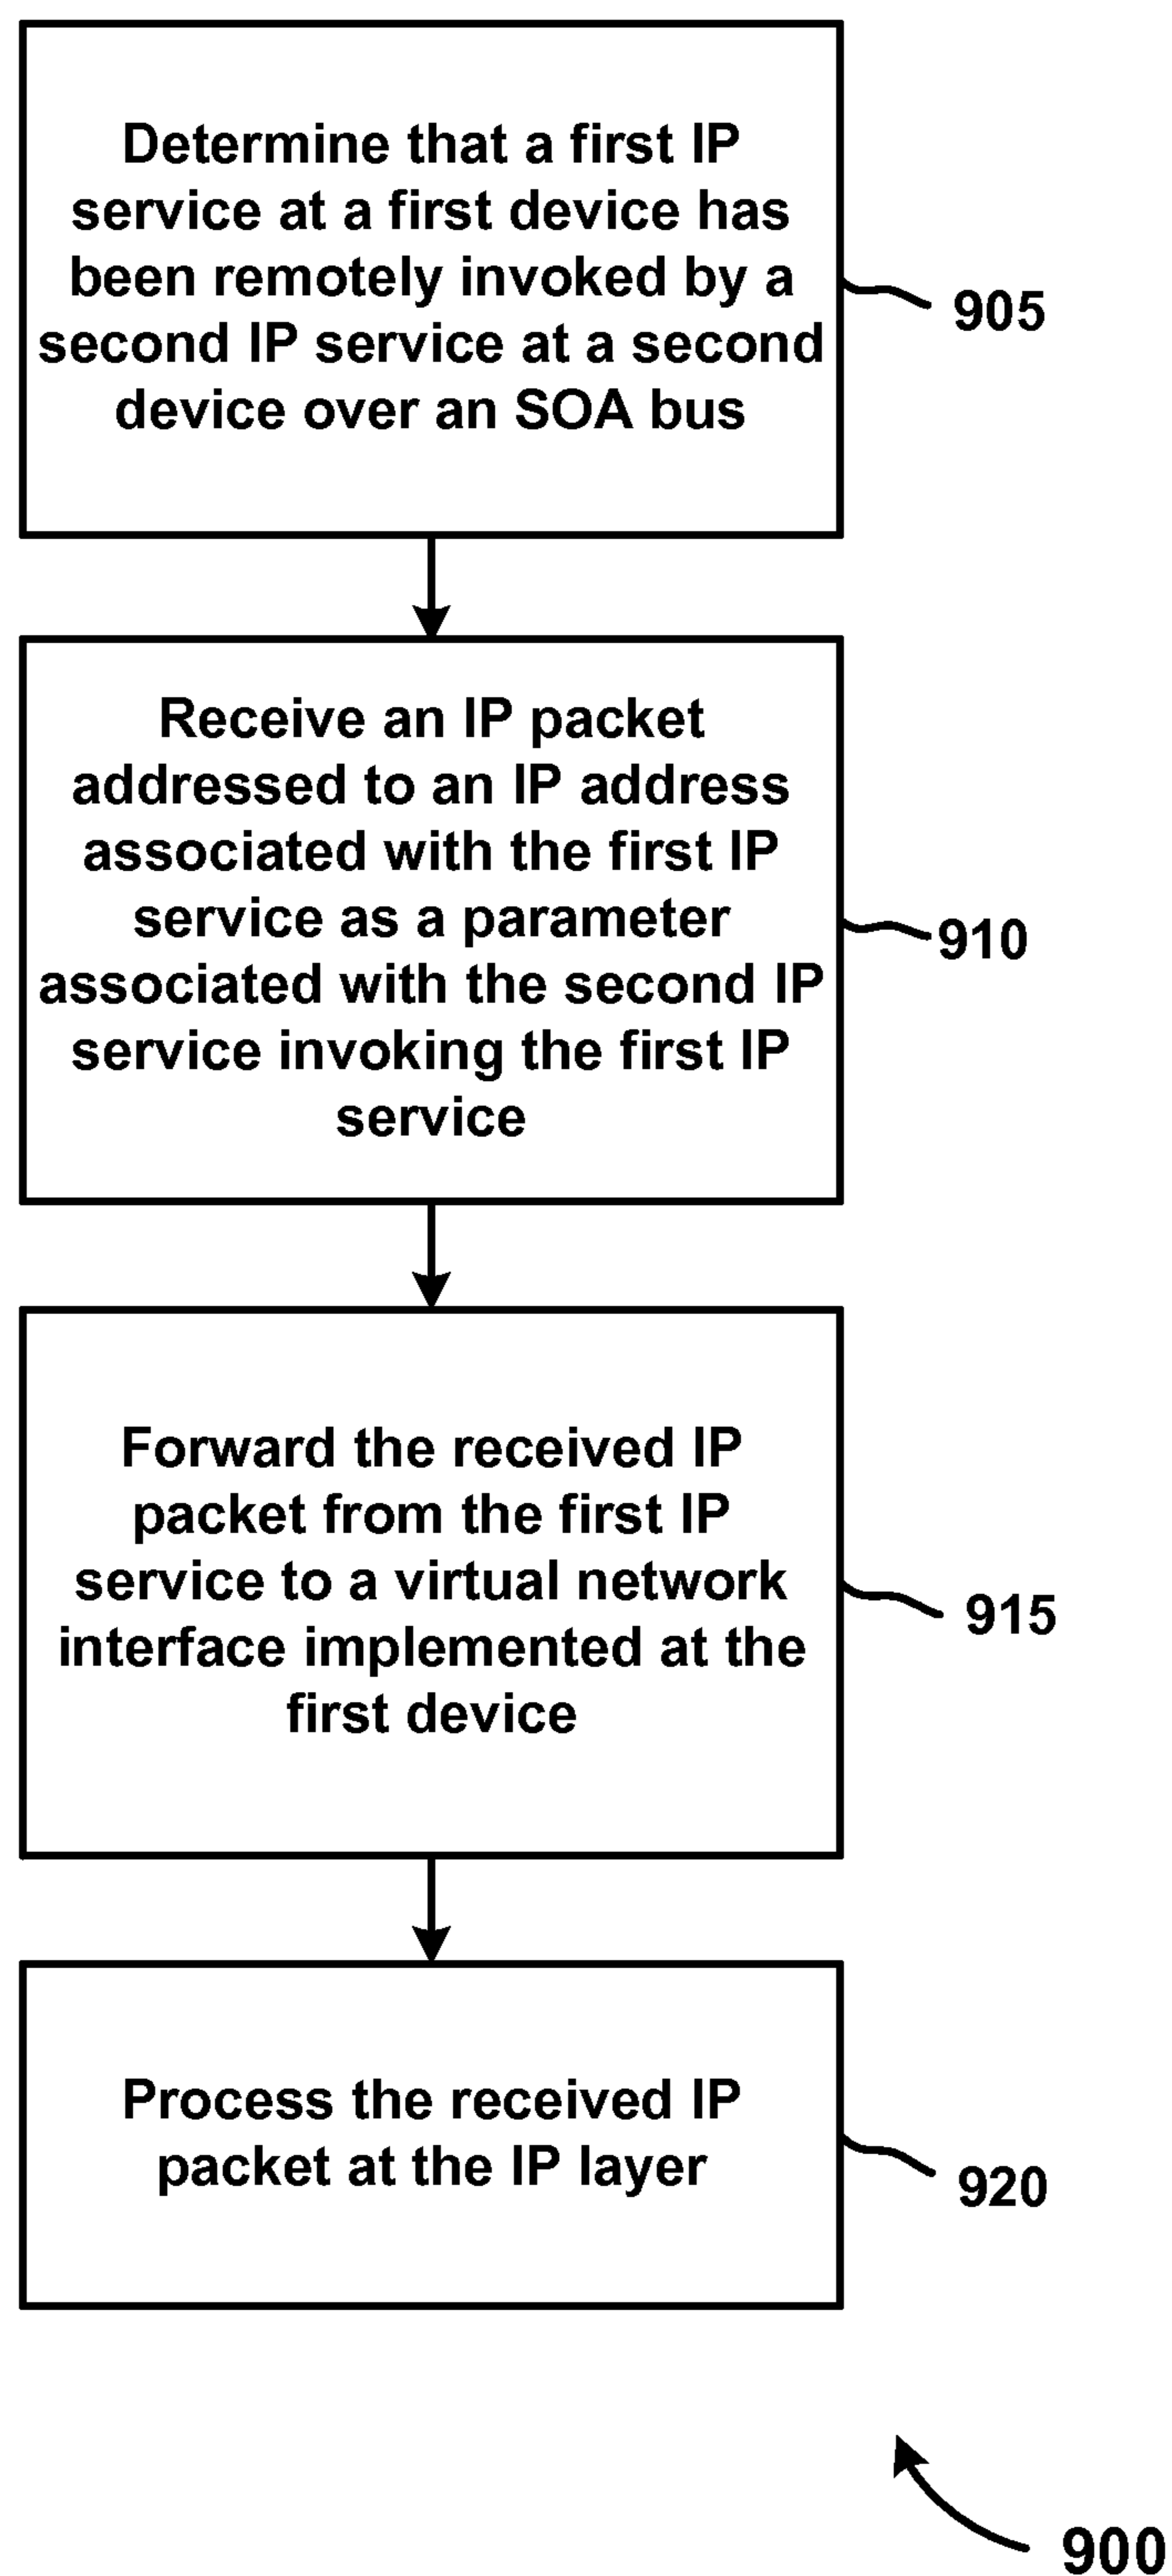 Determine that a first IP
service at a first device has
been remotely invoked by a
second IP service at a second
device over an SOA bus
905
Receive an IP packet
addressed to an IP address
associated with the first IP
service as a parameter
associated with the second IP
service invoking the first IP
service
910
Forward the received IP
packet from the first IP
service to a virtual network
interface implemented at the
first device
915
Process the received IP
packet at the IP layer
920
900